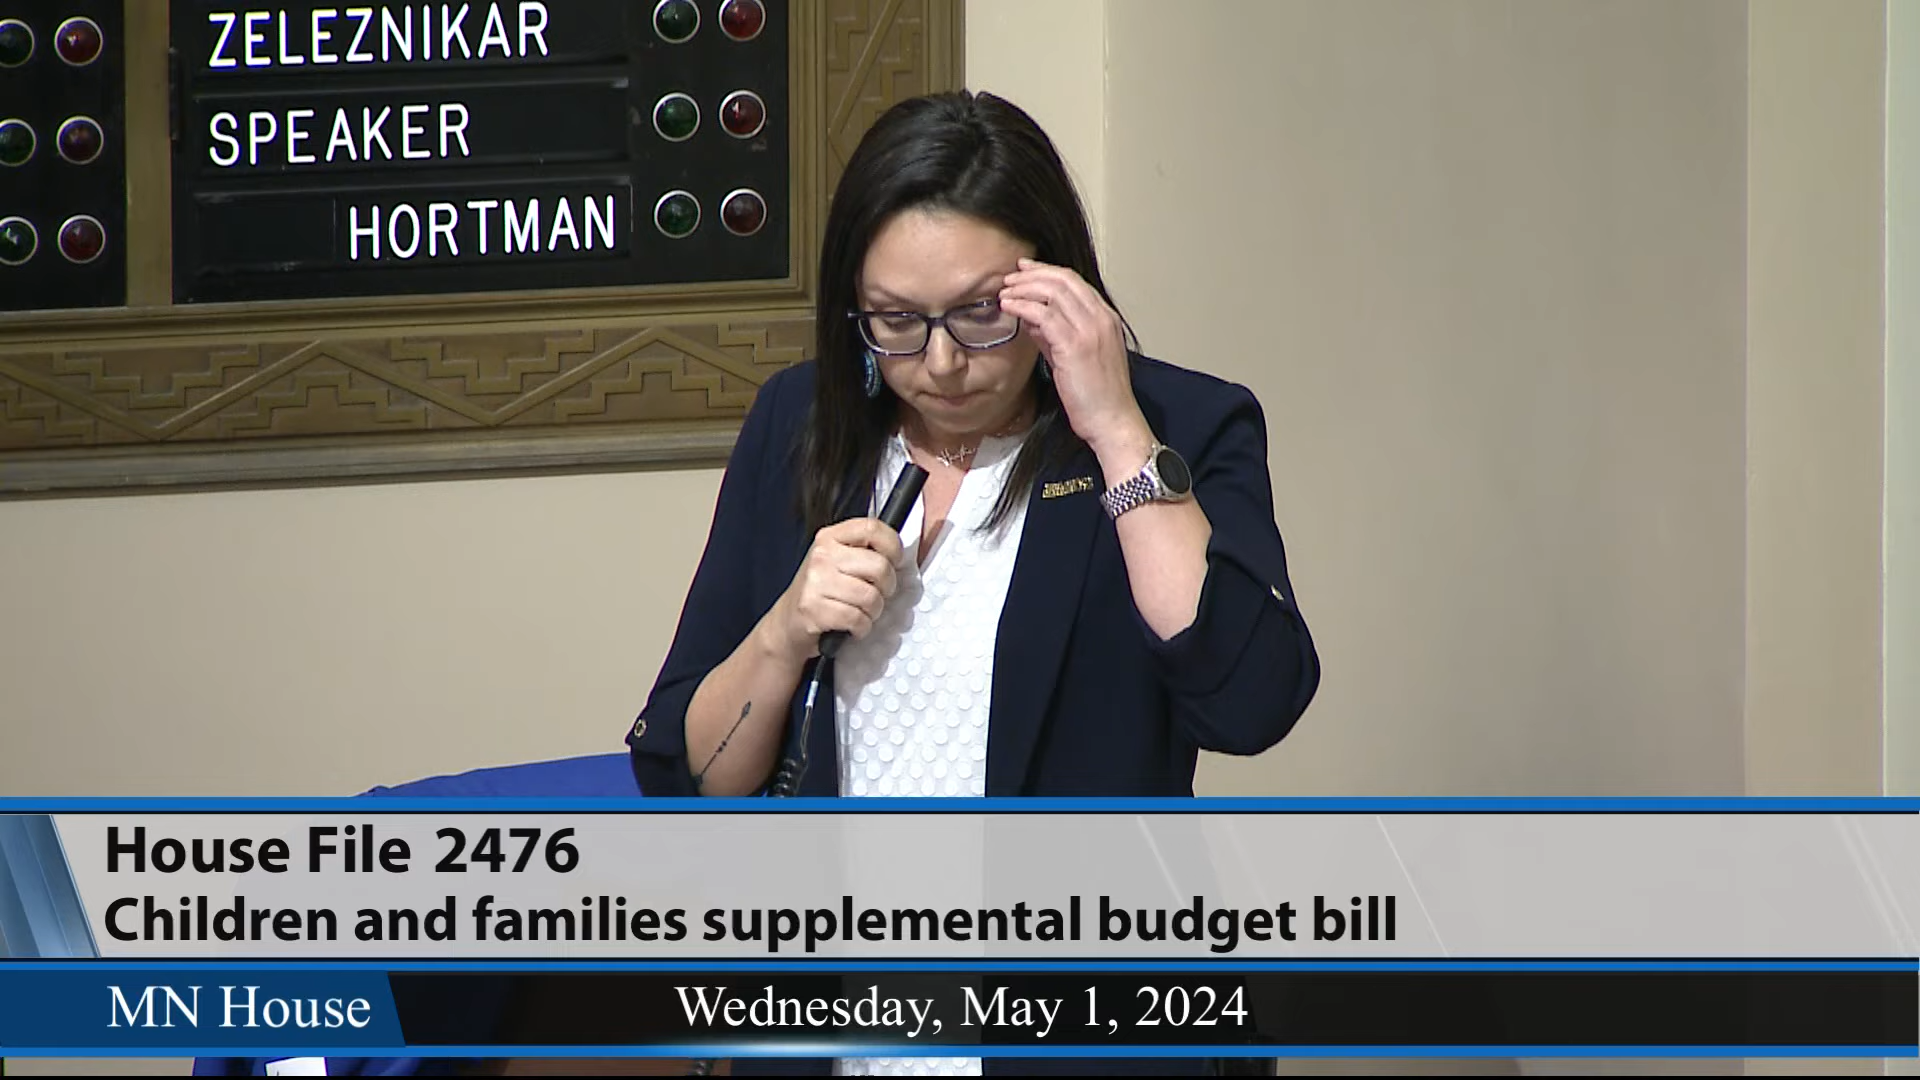 ZELEZNIKAR
SPEAKER
HORTMAN
House File 2476
Children and families supplemental budget bill
MN House
Wednesday, May 1, 2024